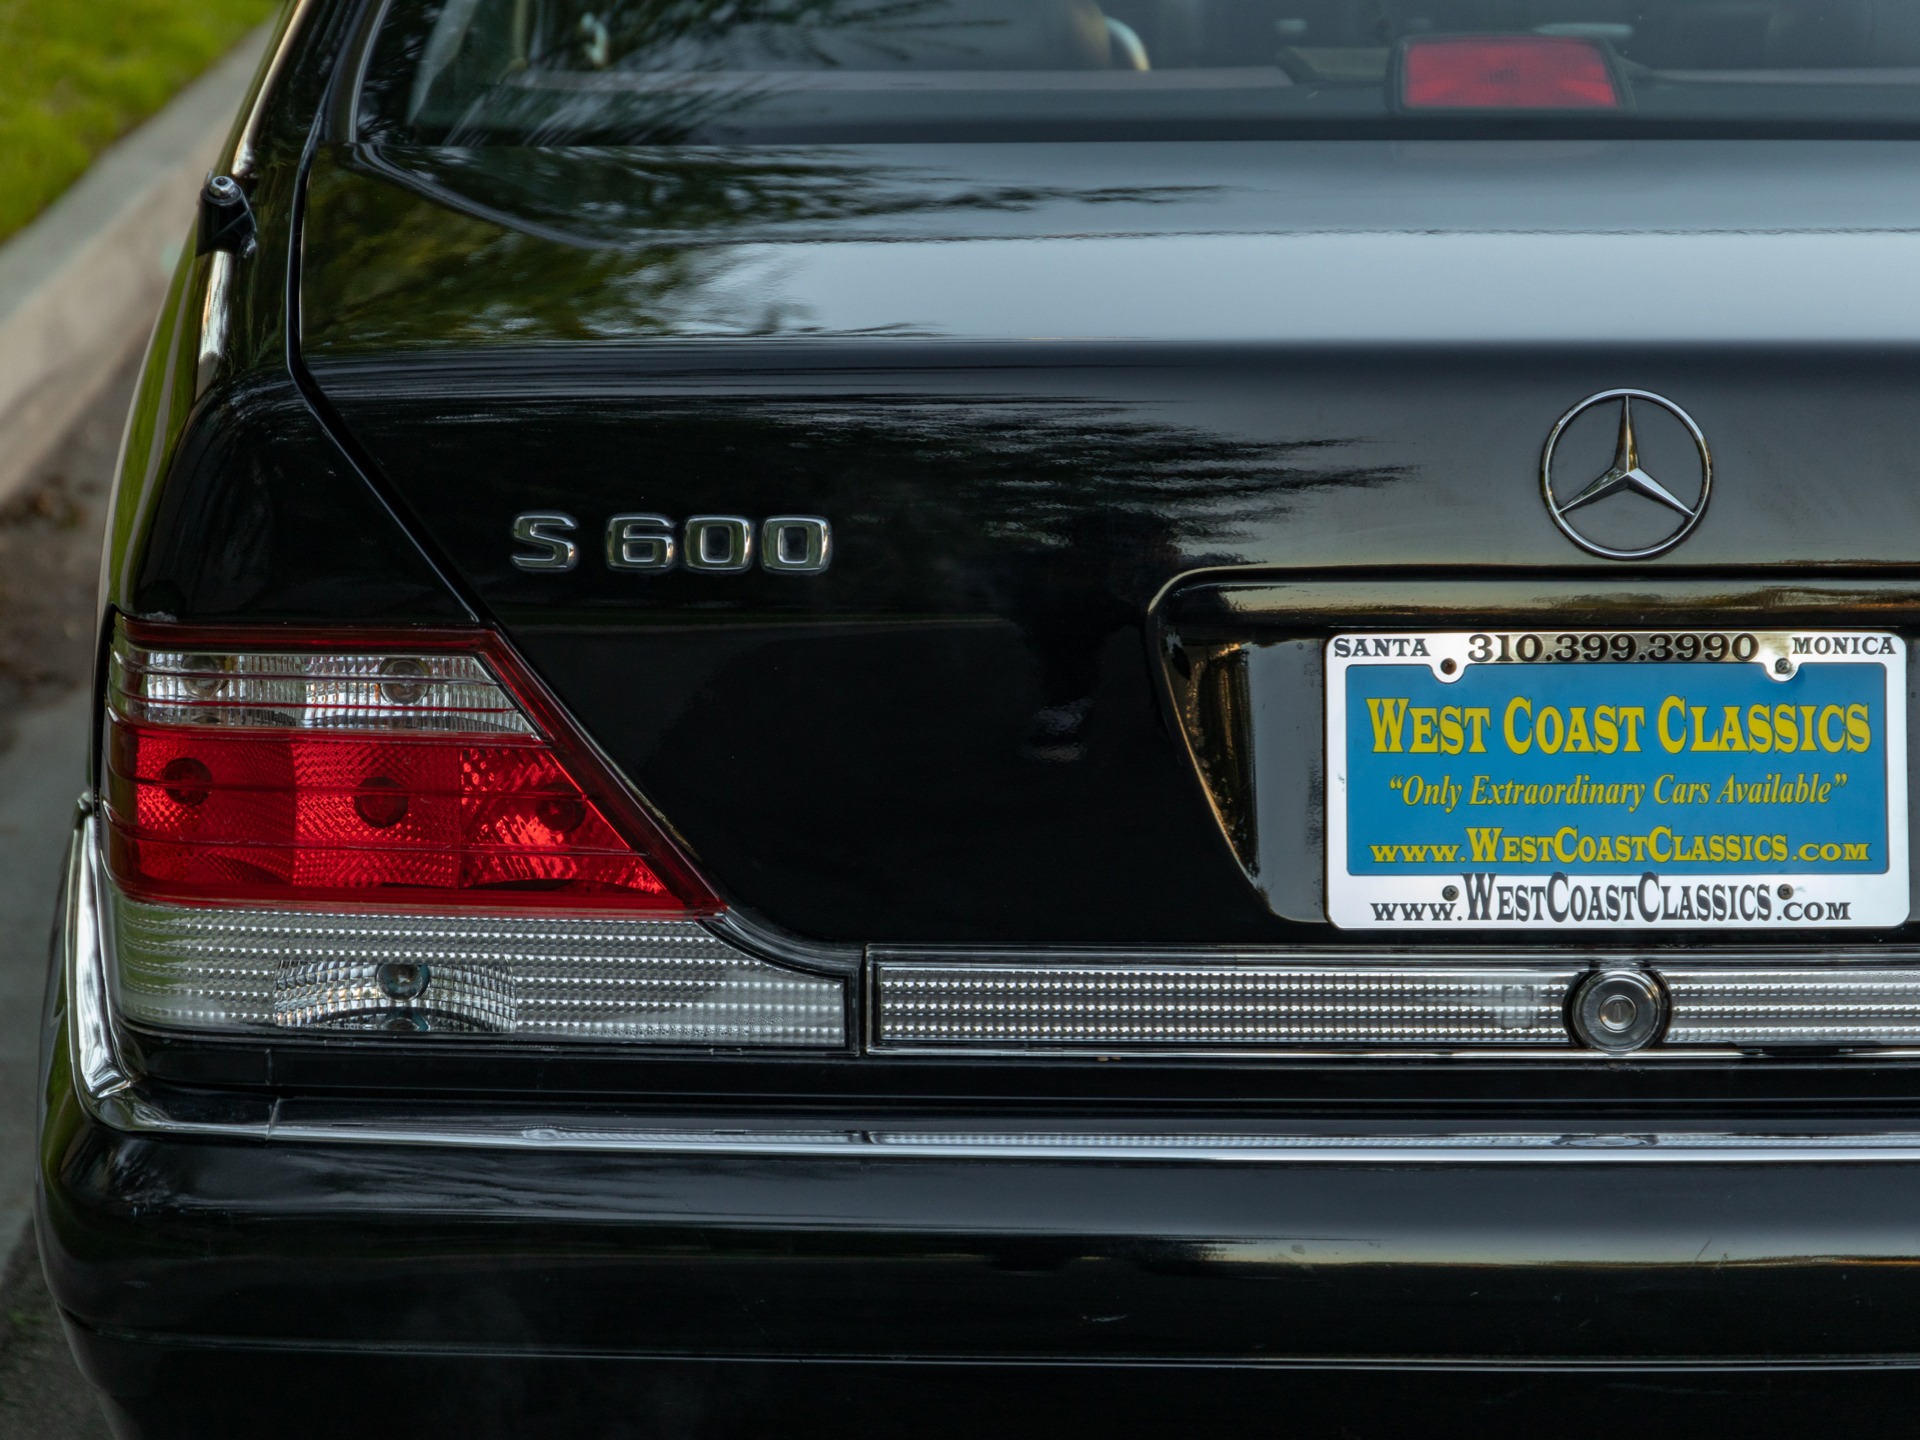 S 600
SANTA 310.399.3990 MONICA
WEST COAST CLASSICS
“Only Extraordinary Cars Available”
WWW.WESTCOASTCLASSICS.COM
WWW.WESTCOASTCLASSICS.COM